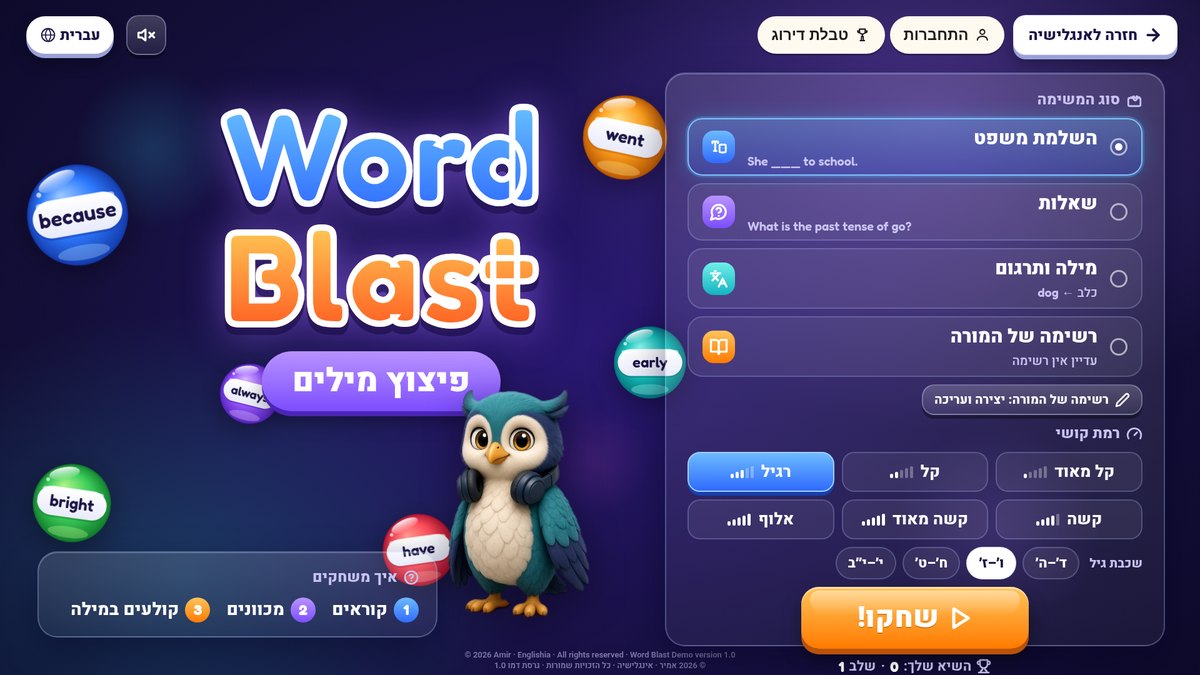 חזרה לאנגלישיה
התחברות
טבלת דירוג
עברית
Word
Blast
פיצוץ מילים
went
because
early
always
bright
have
סוג המשימה
השלמת משפט
She ___ to school.
שאלות
What is the past tense of go?
מילה ותרגום
כלב ← dog
רשימה של המורה
עדיין אין רשימה
רשימה של המורה: יצירה ועריכה
רמת קושי
קל מאוד
קל
רגיל
קשה
קשה מאוד
אלוף
שכבת גיל
ד׳–ה׳
ו׳–ז׳
ח׳–ט׳
י׳–י״ב
שחקו!
השיא שלך: 0 · שלב 1
איך משחקים
1 קוראים 2 מכוונים 3 קולעים במילה
© 2026 Amir · Englishia · All rights reserved · Word Blast Demo version 1.0
© 2026 אמיר · אינגלישיה · כל הזכויות שמורות · גרסת דמו 1.0